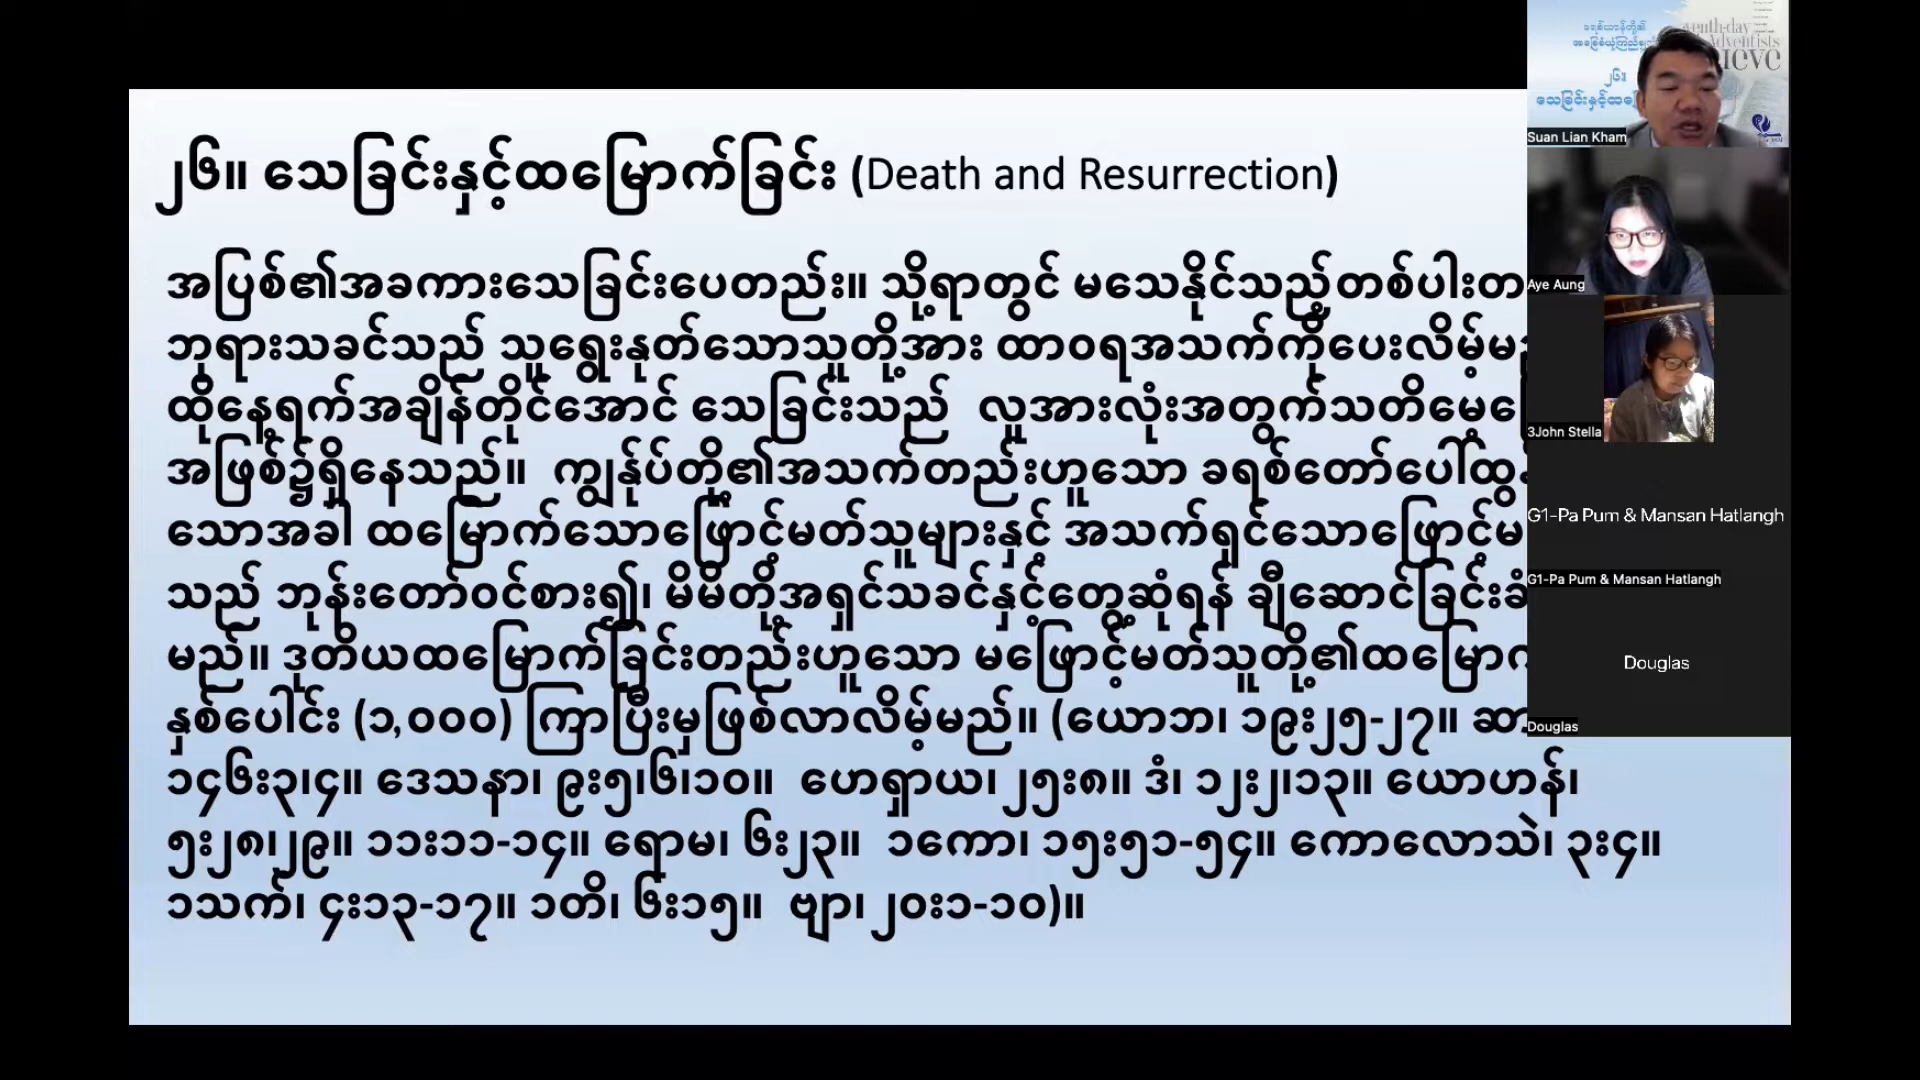 ၂၆။ သေခြင်းနှင့်ထမြောက်ခြင်း (Death and Resurrection)
အပြစ်၏အခကားသေခြင်းပေတည်း။ သို့ရာတွင် မသေနိုင်သည့်တစ်ပါးတ
ဘုရားသခင်သည် သူရွေးနုတ်သောသူတို့အား ထာဝရအသက်ကိုပေးလိမ့်
ထိုနေ့ရက်အချိန်တိုင်အောင် သေခြင်းသည် လူအားလုံးအတွက်သတိမေ့
အဖြစ်၌ရှိနေသည်။ ကျွန်ုပ်တို့၏အသက်တည်းဟူသော ခရစ်တော်ပေါ်ထွ
သောအခါ ထမြောက်သောဖြောင့်မတ်သူများနှင့် အသက်ရှင်သောဖြောင့်မ
သည် ဘုန်းတော်ဝင်စား၍၊ မိမိတို့အရှင်သခင်နှင့်တွေ့ဆုံရန် ချီဆောင်ခြင်းခံ
မည်။ ဒုတိယထမြောက်ခြင်းတည်းဟူသော မဖြောင့်မတ်သူတို့၏ထမြောက
နှစ်ပေါင်း (၁,၀၀၀) ကြာပြီးမှဖြစ်လာလိမ့်မည်။ (ယောဘ၊ ၁၉း၂၅-၂၇။ ဆာ
၁၄၆း၃၊၄။ ဒေသနာ၊ ၉း၅၊၆၊၁၀။ ဟေရှာယ၊ ၂၅း၈။ ဒံ၊ ၁၂း၂၊၁၃။ ယောဟန်၊
၅း၂၈၊၂၉။ ၁၁း၁၁-၁၄။ ရောမ၊ ၆း၂၃။ ၁ကော၊ ၁၅း၅၁-၅၄။ ကောလောသဲ၊ ၃း၄။
၁သက်၊ ၄း၁၃-၁၇။ ၁တိ၊ ၆း၁၅။ ဗျာ၊ ၂၀း၁-၁၀)။
၂၆။
Suan Lian Kham
Aye Aung
3John Stella
G1-Pa Pum & Mansan Hatlangh
G1-Pa Pum & Mansan Hatlangh
Douglas
Douglas